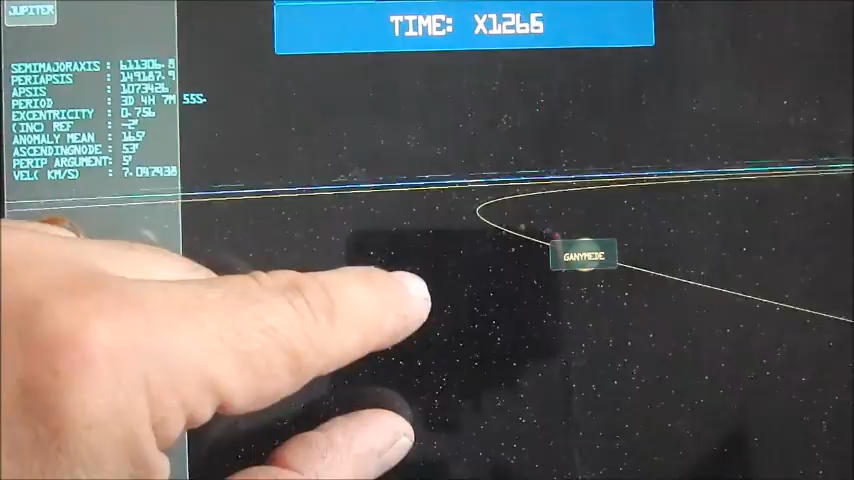 JUPITER
TIME: X1266
SEMIMAJORAXIS : 611306.8
PERIAPSIS : 149187.9
APSIS : 1073426
PERIOD : 3D 4H 7M 55S.
EXCENTRICITY : 0.756
(INC) REF : -2°
ANOMALY MEAN : 165°
ASCENDINGNODE : 53°
PERIP ARGUMENT: 5°
VEL( KM/S) : 7.097438
GANYMEDE